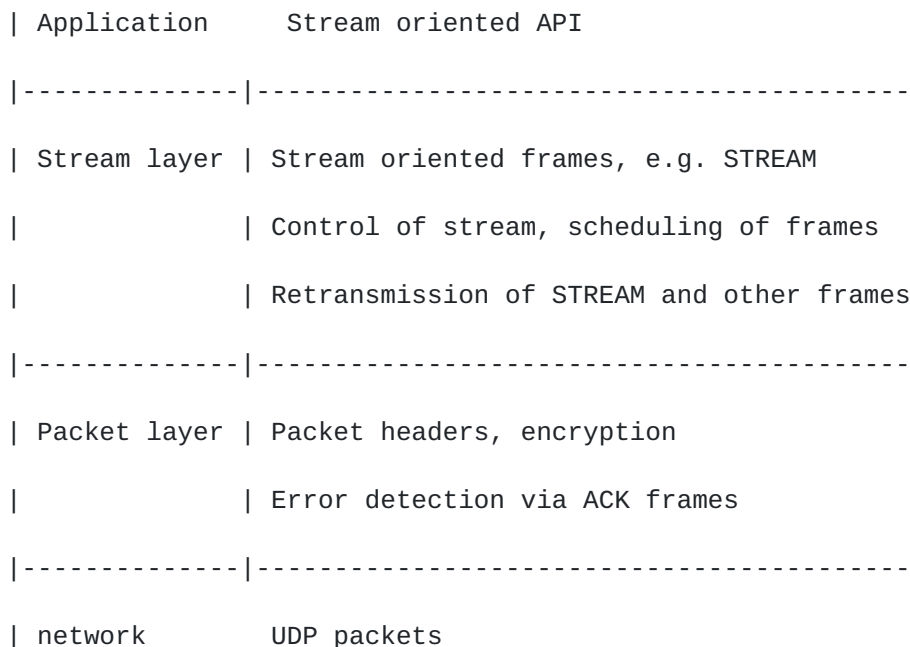 | Application     Stream oriented API
|--------------|------------------------------------------
| Stream layer | Stream oriented frames, e.g. STREAM
|              | Control of stream, scheduling of frames
|              | Retransmission of STREAM and other frames
|--------------|------------------------------------------
| Packet layer | Packet headers, encryption
|              | Error detection via ACK frames
|--------------|------------------------------------------
| network        UDP packets